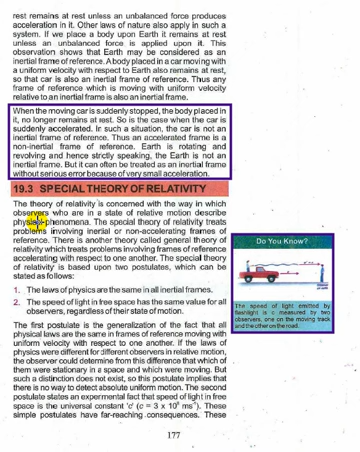 rest remains at rest unless an unbalanced force produces
acceleration in it. Other laws of nature also apply in such a
system. If we place a body upon Earth it remains at rest
unless an unbalanced force is applied upon it. This
observation shows that Earth may be considered as an
inertial frame of reference. A body placed in a car moving with
a uniform velocity with respect to Earth also remains at rest,
so that car is also an inertial frame of reference. Thus any
frame of reference which is moving with uniform velocity
relative to an inertial frame is also an inertial frame.
When the moving car is suddenly stopped, the body placed in
it, no longer remains at rest. So is the case when the car is
suddenly accelerated. In such a situation, the car is not an
inertial frame of reference. Thus an accelerated frame is a
non-inertial frame of reference. Earth is rotating and
revolving and hence strictly speaking, the Earth is not an
inertial frame. But it can often be treated as an inertial frame
without serious error because of very small acceleration.
19.3 SPECIAL THEORY OF RELATIVITY
The theory of relativity is concerned with the way in which
observers who are in a state of relative motion describe
physical phenomena. The special theory of relativity treats
problems involving inertial or non-accelerating frames of
reference. There is another theory called general theory of
relativity which treats problems involving frames of reference
accelerating with respect to one another. The special theory
of relativity is based upon two postulates, which can be
stated as follows:
1. The laws of physics are the same in all inertial frames.
2. The speed of light in free space has the same value for all
observers, regardless of their state of motion.
The first postulate is the generalization of the fact that all
physical laws are the same in frames of reference moving with
uniform velocity with respect to one another. If the laws of
physics were different for different observers in relative motion,
the observer could determine from this difference that which of
them were stationary in a space and which were moving. But
such a distinction does not exist, so this postulate implies that
there is no way to detect absolute uniform motion. The second
postulate states an experimental fact that speed of light in free
space is the universal constant 'c' (c = 3 x 10⁸ ms⁻¹). These
simple postulates have far-reaching consequences. These
Do You Know?
The speed of light emitted by
flashlight is c measured by two
observers, one on the moving track
and the other on the road.
177